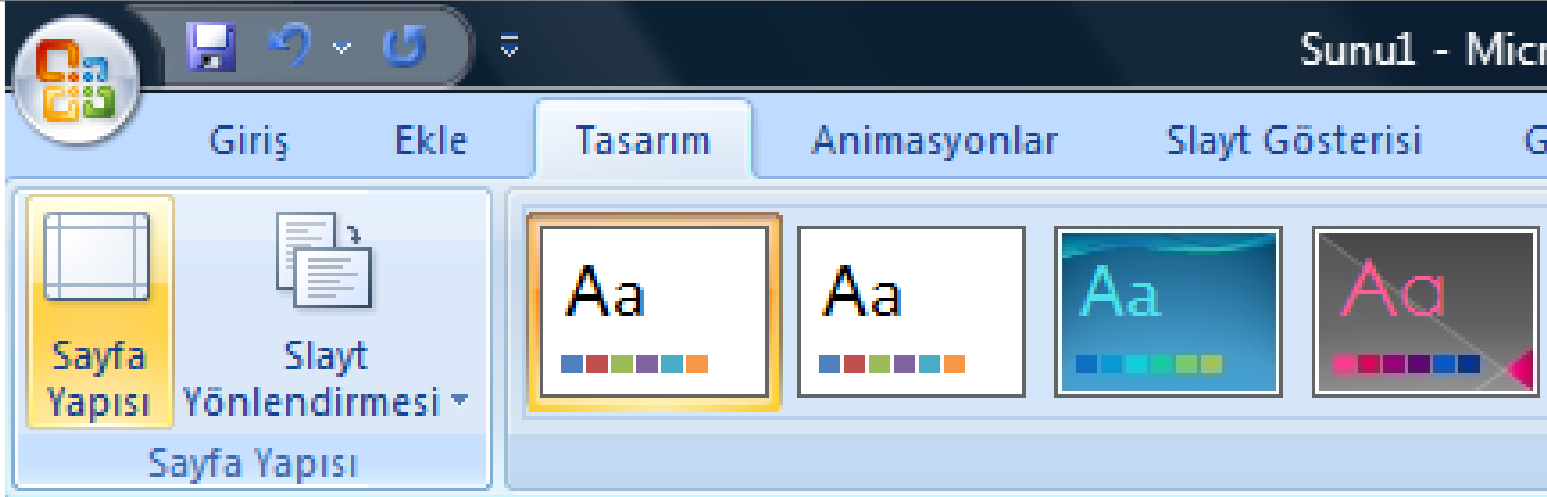 Sunu1 - Micr
Giriş Ekle Tasarım Animasyonlar Slayt Gösterisi G
Aa Aa Aa Aa
Sayfa Yapısı
Slayt Yönlendirmesi
Sayfa Yapısı